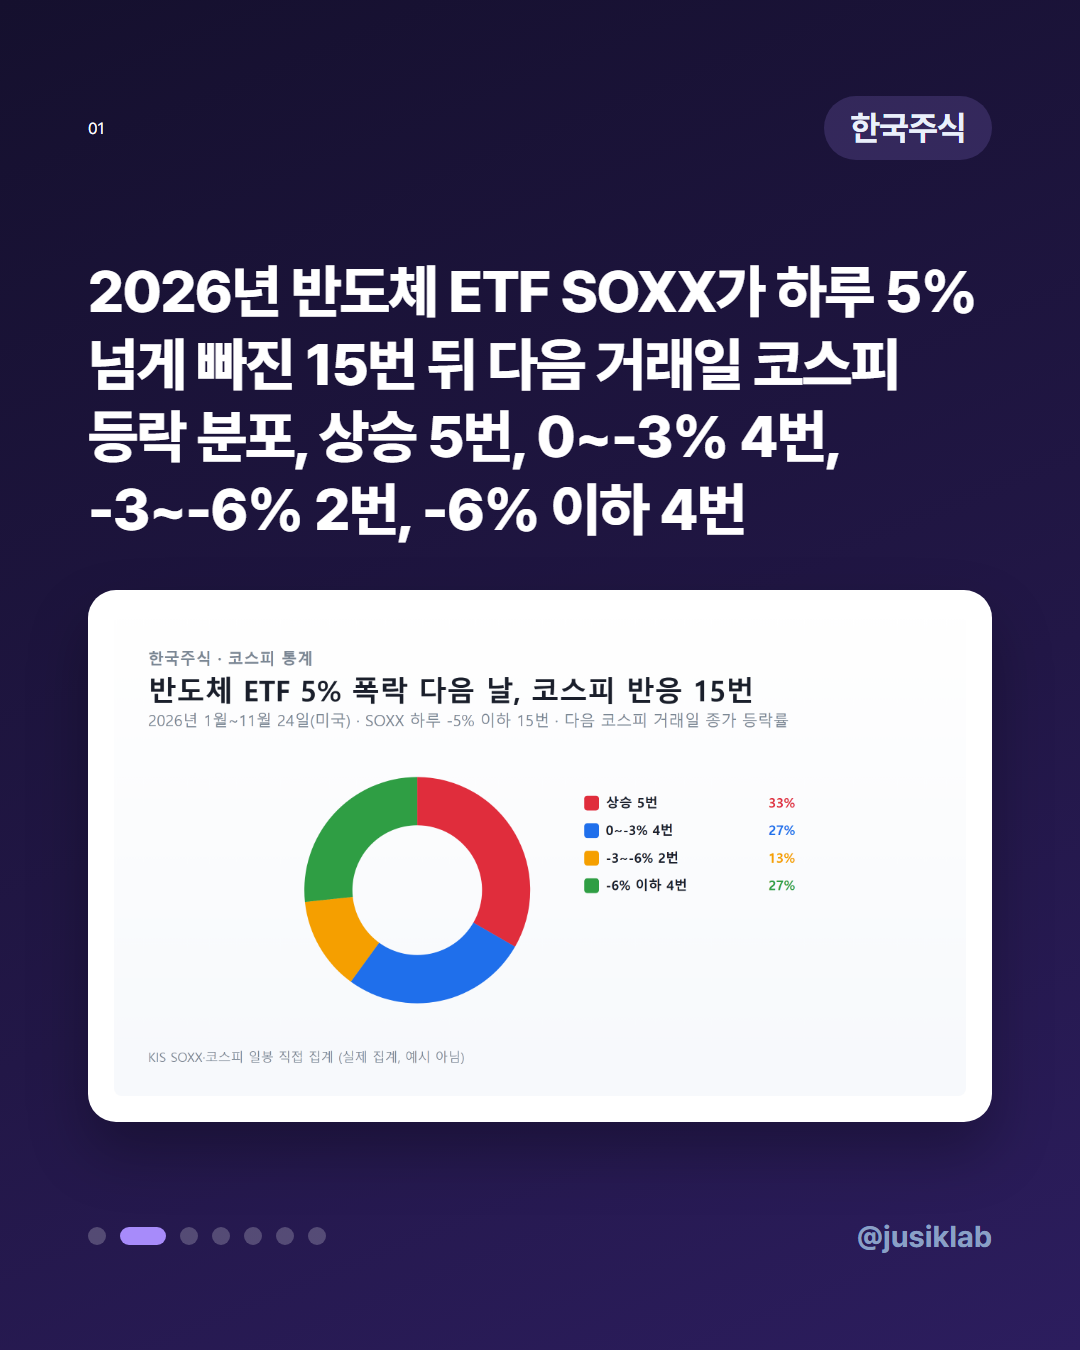 01
한국주식
2026년 반도체 ETF SOXX가 하루 5%
넘게 빠진 15번 뒤 다음 거래일 코스피
등락 분포, 상승 5번, 0~-3% 4번,
-3~-6% 2번, -6% 이하 4번
한국주식 · 코스피 통계
반도체 ETF 5% 폭락 다음 날, 코스피 반응 15번
2026년 1월~11월 24일(미국) · SOXX 하루 -5% 이하 15번 · 다음 코스피 거래일 종가 등락률
상승 5번 33%
0~-3% 4번 27%
-3~-6% 2번 13%
-6% 이하 4번 27%
KIS SOXX·코스피 일봉 직접 집계 (실제 집계, 예시 아님)
@jusiklab